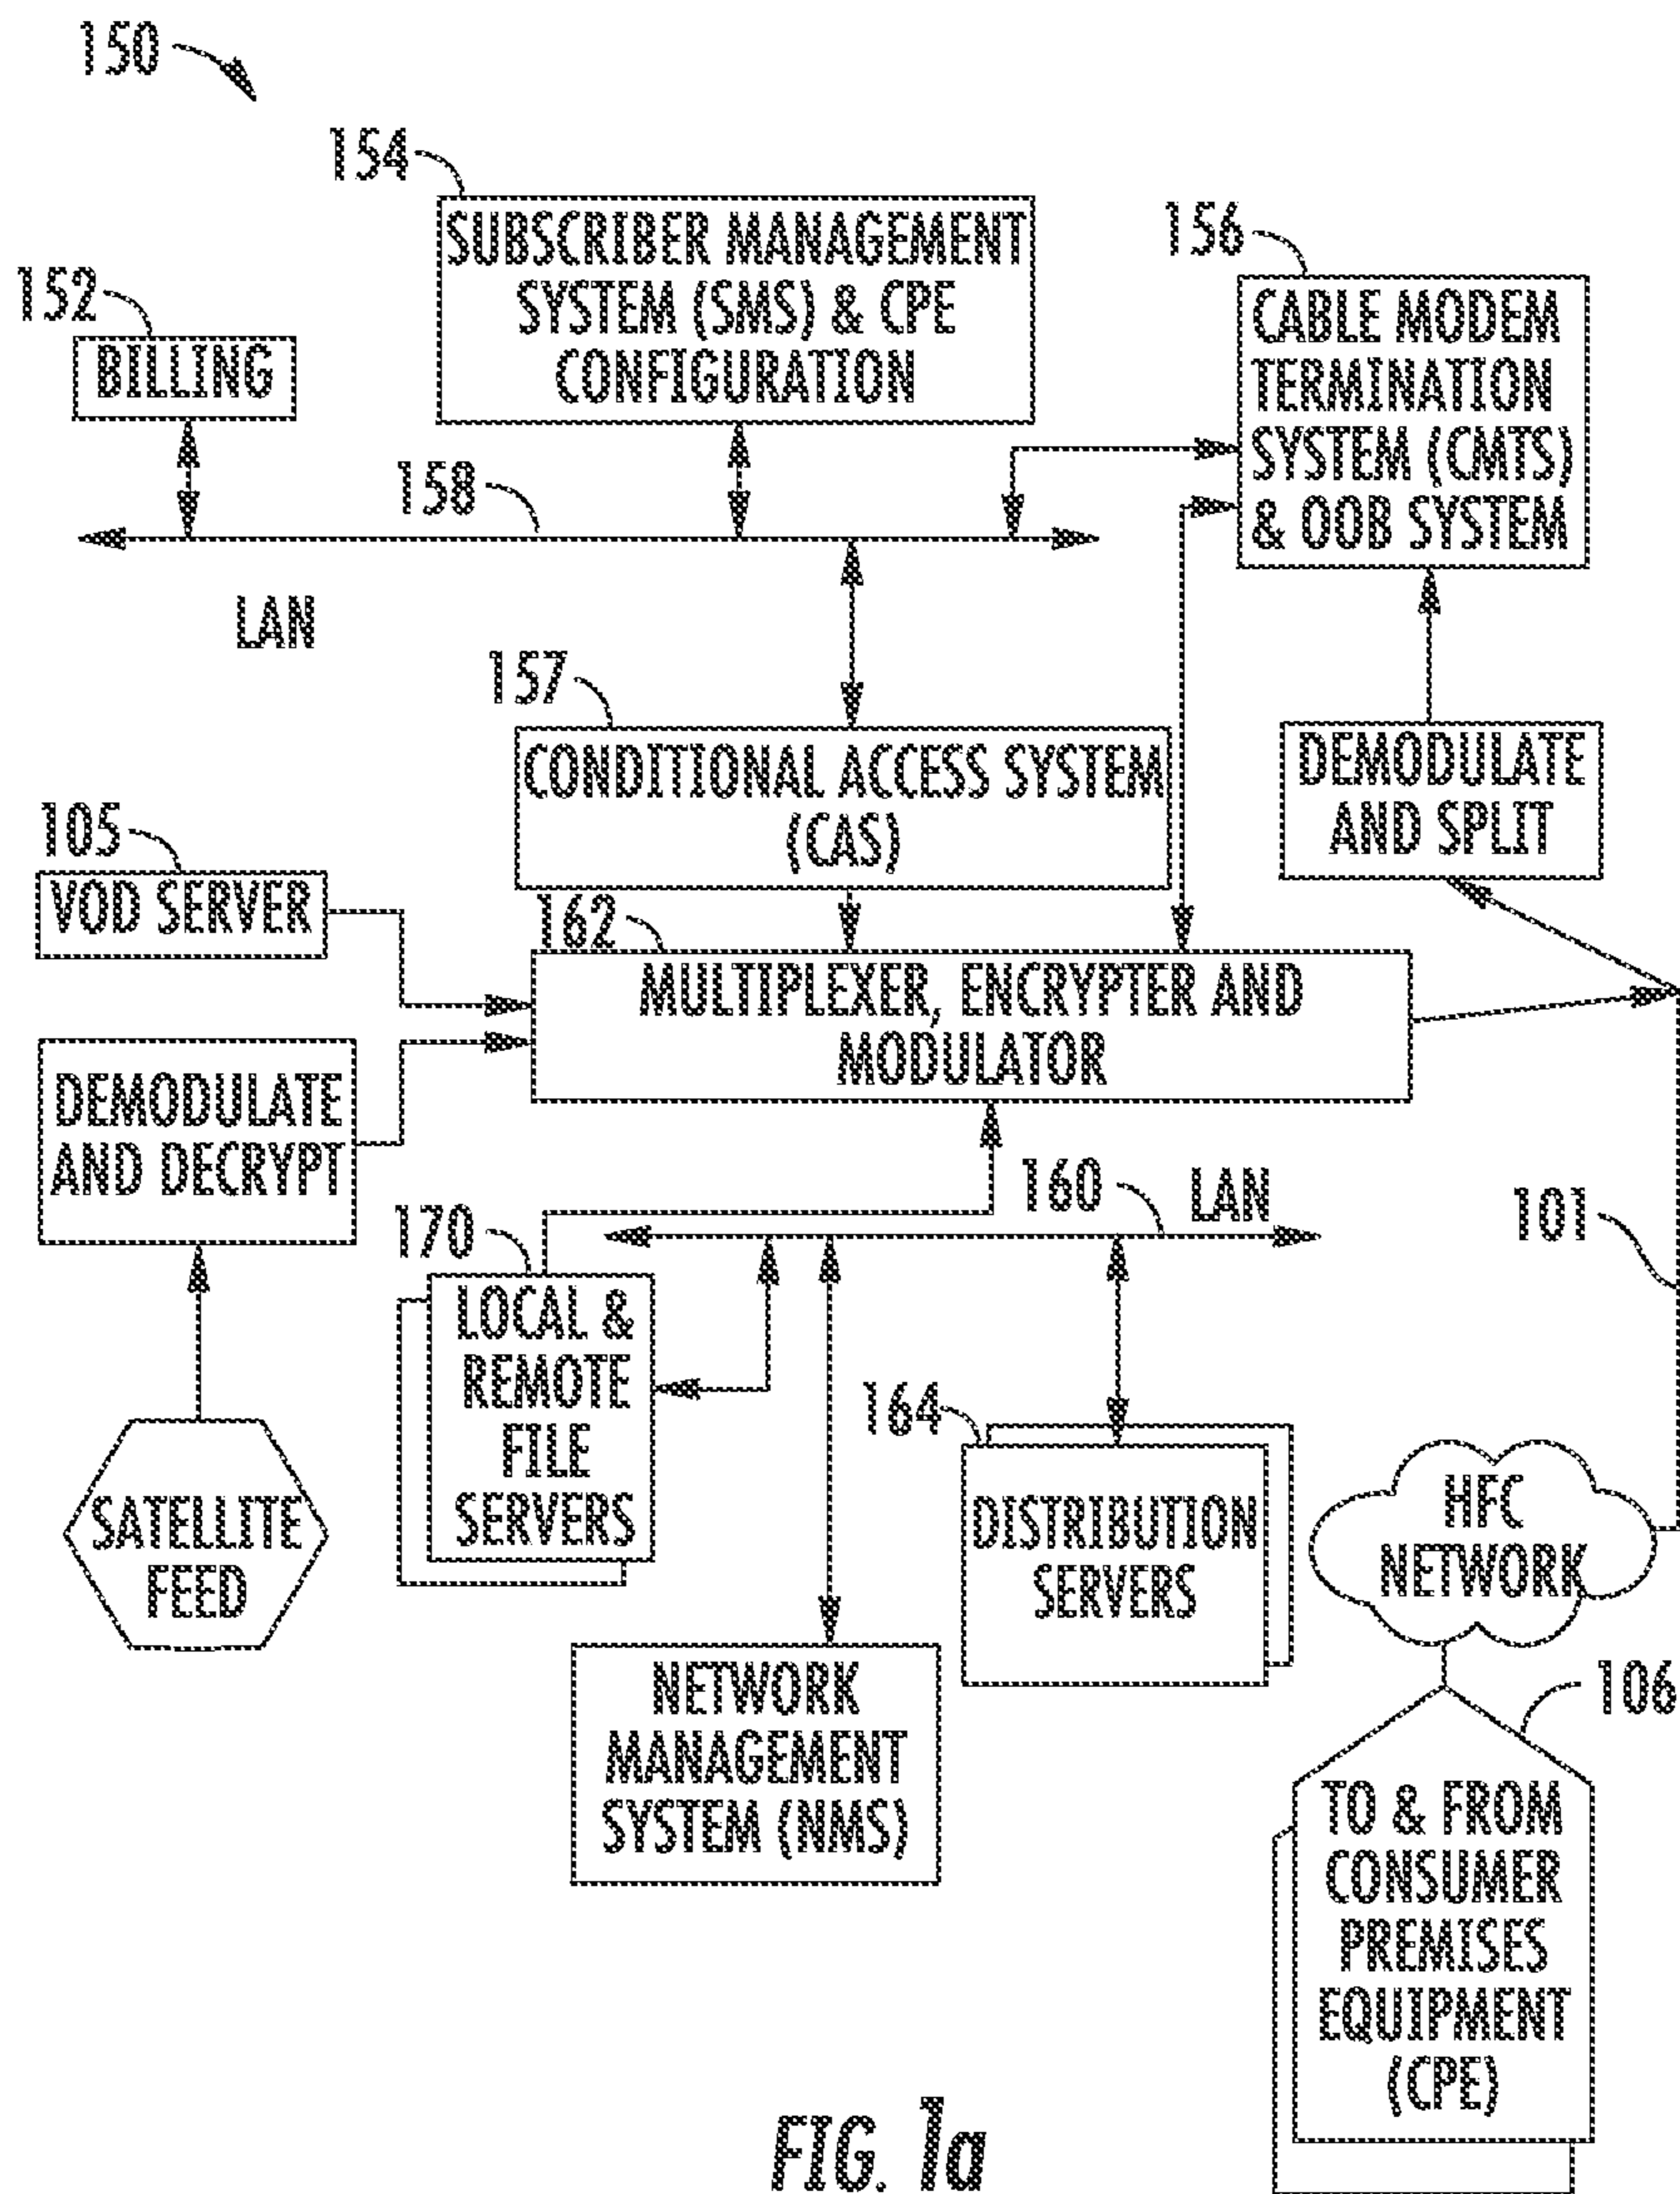 150
154
SUBSCRIBER MANAGEMENT
SYSTEM (SMS) & CPE
CONFIGURATION
156
CABLE MODEM
TERMINATION
SYSTEM (CMTS)
& OOB SYSTEM
152
BILLING
158
LAN
157
CONDITIONAL ACCESS SYSTEM
(CAS)
DEMODULATE
AND SPLIT
105
VOD SERVER
162
MULTIPLEXER, ENCRYPTER AND
MODULATOR
DEMODULATE
AND DECRYPT
160
LAN
101
170
LOCAL &
REMOTE
FILE
SERVERS
164
DISTRIBUTION
SERVERS
HFC
NETWORK
SATELLITE
FEED
106
NETWORK
MANAGEMENT
SYSTEM (NMS)
TO & FROM
CONSUMER
PREMISES
EQUIPMENT
(CPE)
FIG. 1a